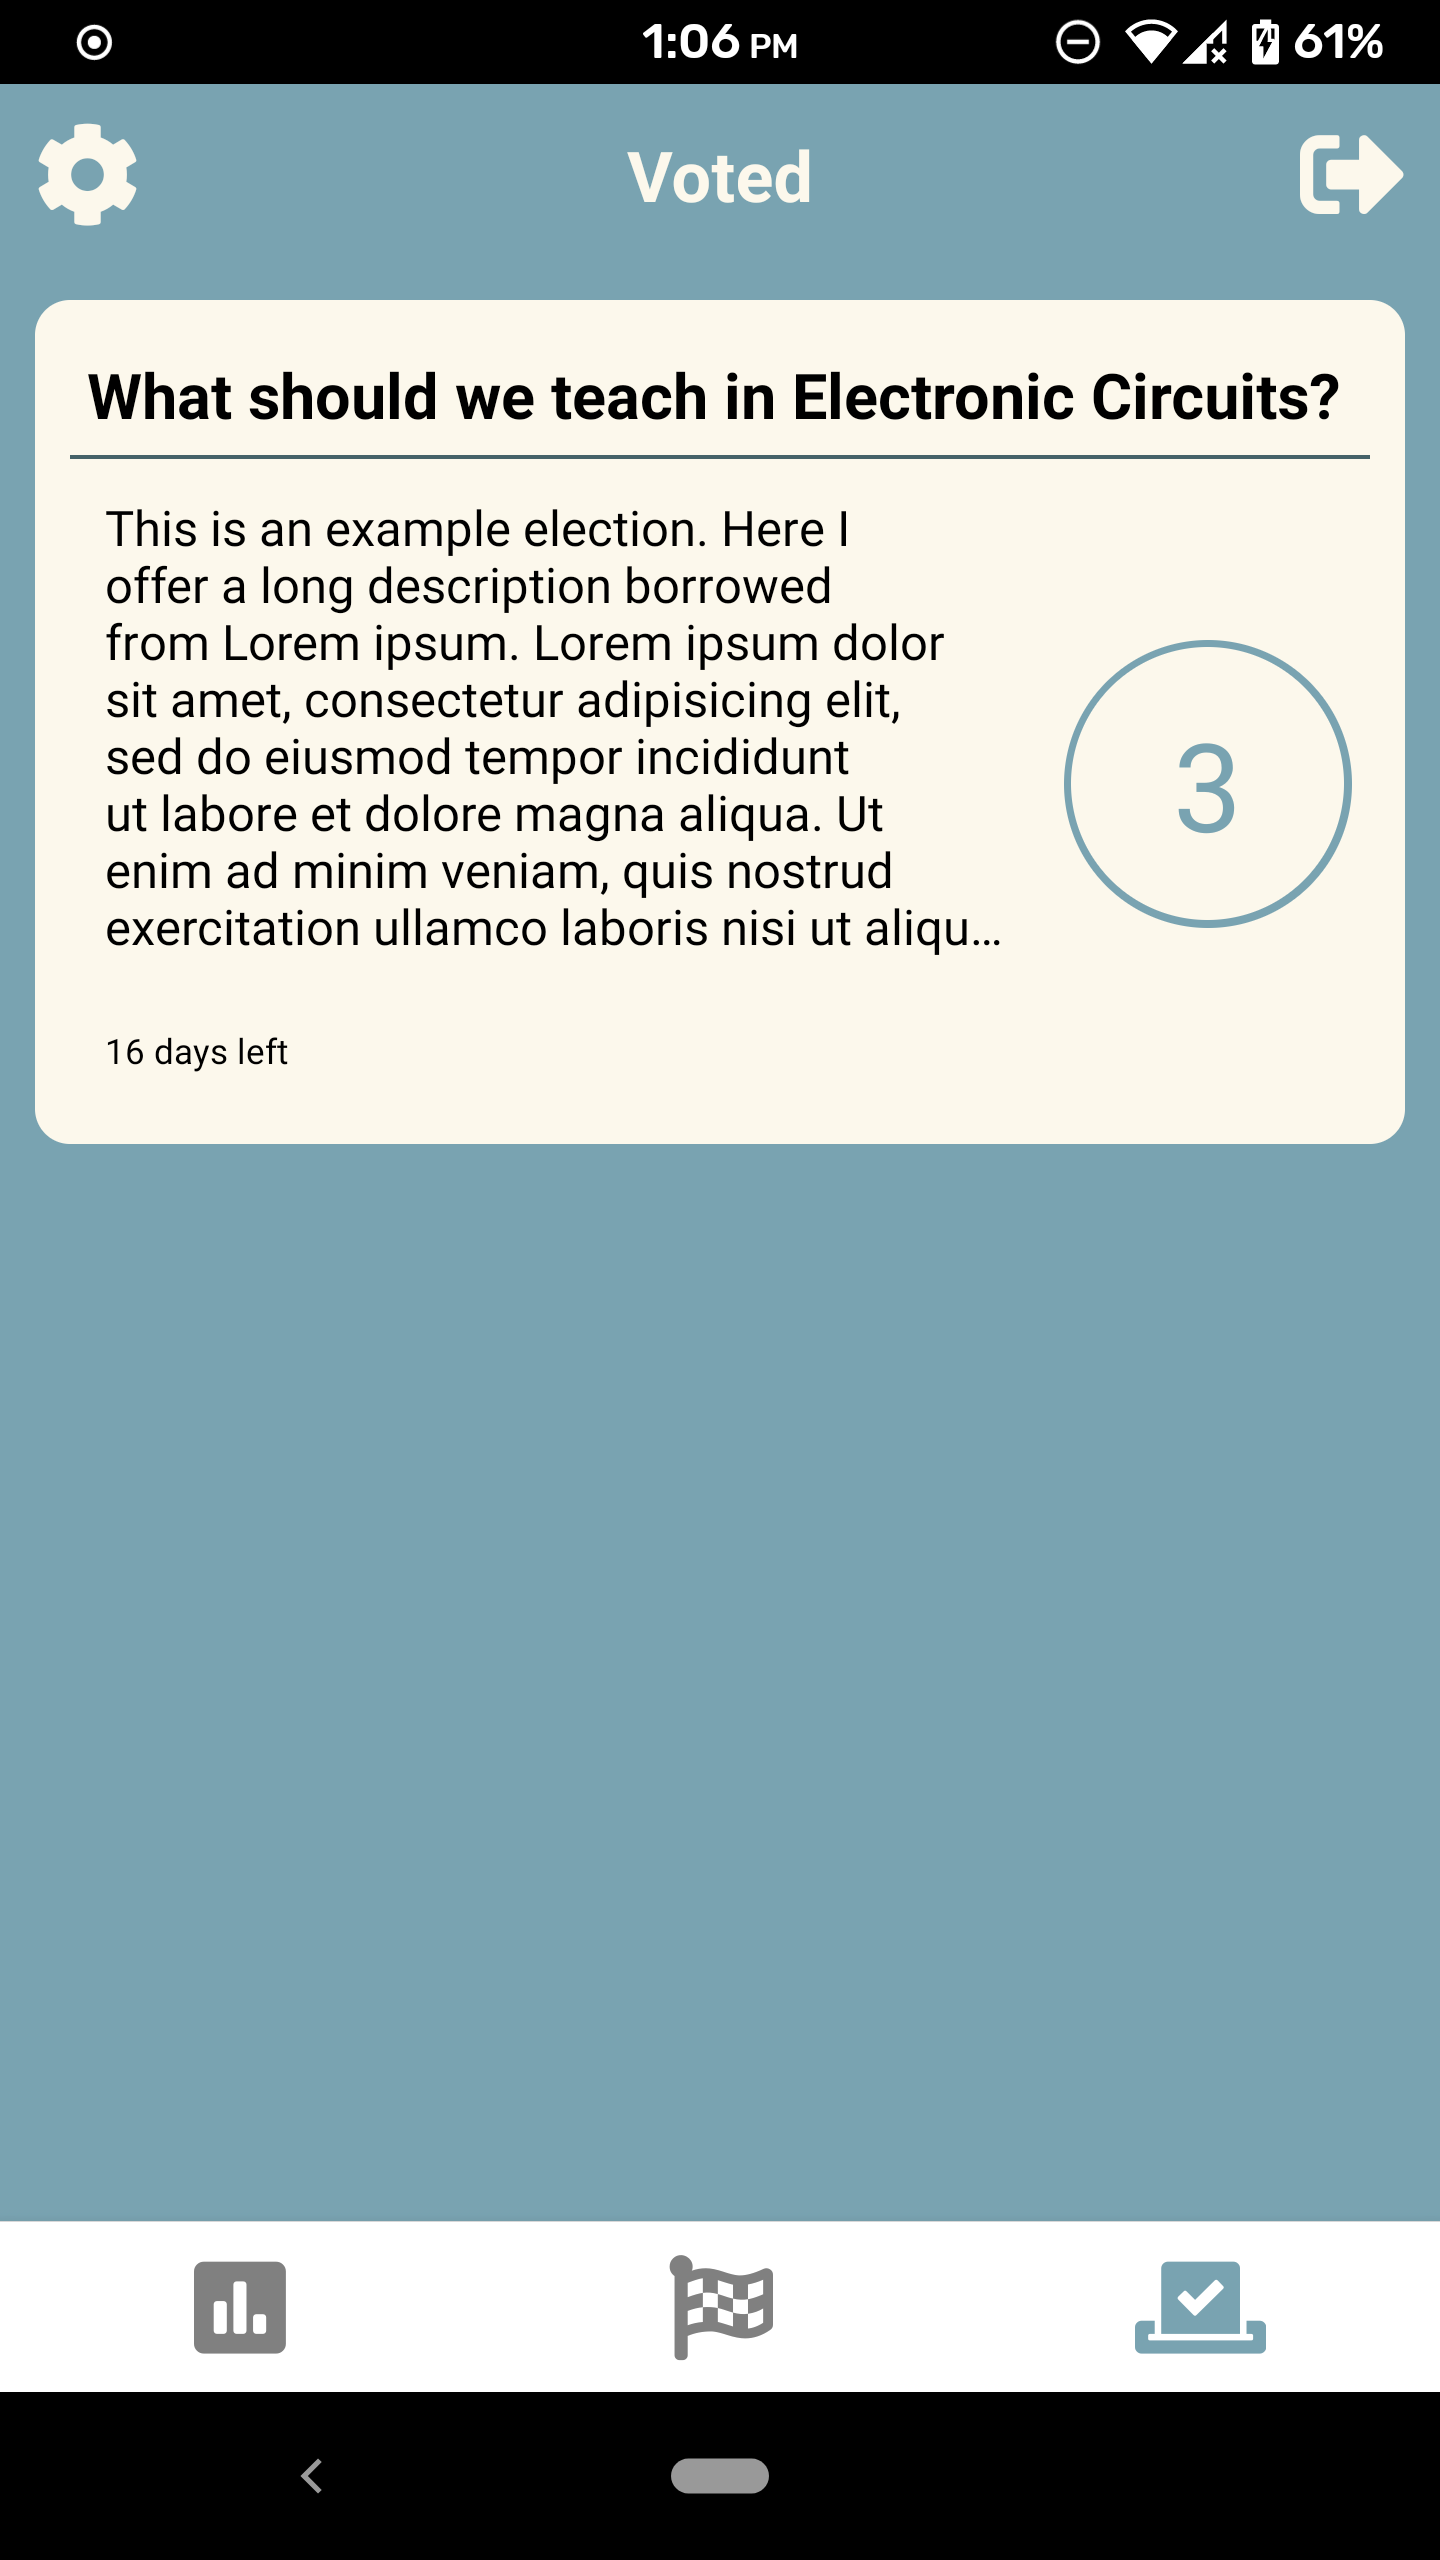 1:06 PM
61%
Voted
What should we teach in Electronic Circuits?
This is an example election. Here I
offer a long description borrowed
from Lorem ipsum. Lorem ipsum dolor
sit amet, consectetur adipisicing elit,
sed do eiusmod tempor incididunt
ut labore et dolore magna aliqua. Ut
enim ad minim veniam, quis nostrud
exercitation ullamco laboris nisi ut aliqu...
3
16 days left